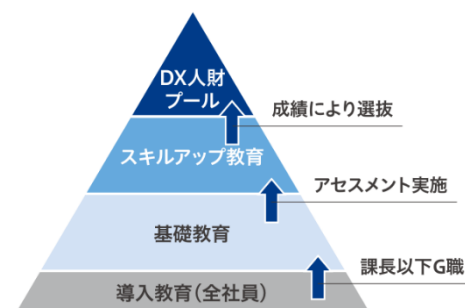 DX人財
プール
成績により選抜
スキルアップ教育
アセスメント実施
基礎教育
課長以下G職
導入教育(全社員)